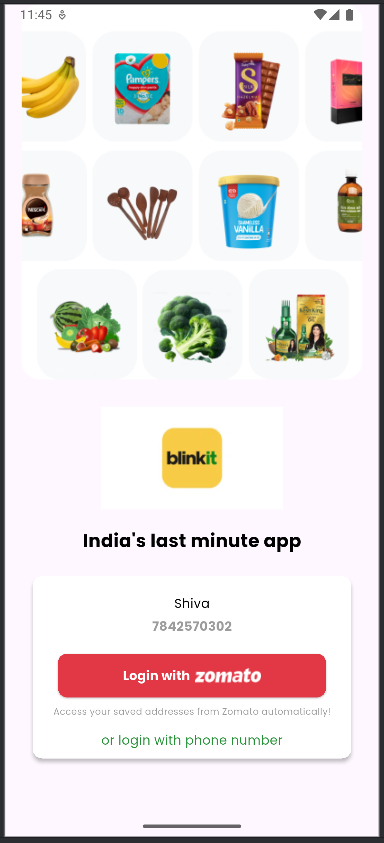 11:45
Pampers
NESCAFE
VANILLA
blinkit
India's last minute app
Shiva
7842570302
Login with zomato
Access your saved addresses from Zomato automatically!
or login with phone number